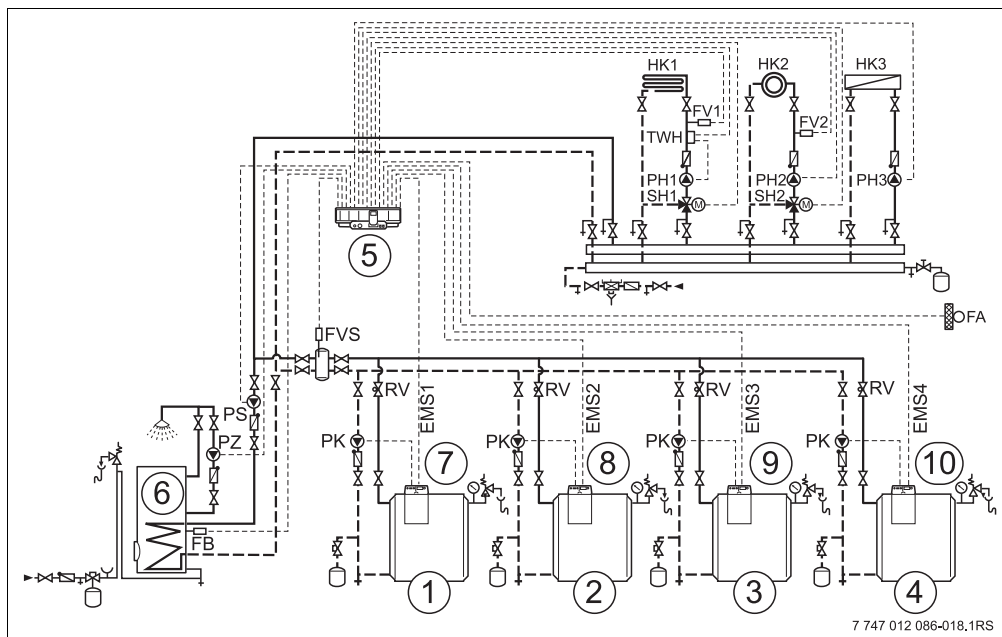 HK1
HK2
HK3
FV1
TWH
FV2
PH1
PH2
PH3
SH1
M
SH2
M
5
FA
FVS
RV
RV
RV
RV
EMS1
EMS2
EMS3
EMS4
PS
PZ
PK
PK
PK
PK
7
8
9
10
6
FB
1
2
3
4
7 747 012 086-018.1RS